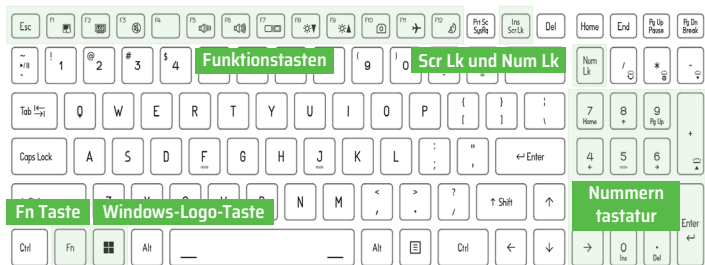 Esc F1 F2 F3 F4 F5 F6 F7 F8 F9 F10 F11 F12 Prt Sc SysRq Ins ScrLk Del Home End Pg Up Pause Pg Dn Break
~ ` ! 1 @ 2 # 3 $ 4 ( 9 ) 0 Num Lk / * -
Funktionstasten Scr Lk und Num Lk
Tab Q W E R T Y U I O P { [ } ] ¦ \ 7 Home 8 ↑ 9 Pg Up +
Caps Lock A S D F G H J K L : ; " ' ↵ Enter 4 ← 5 6 →
N M < , > . ? / ↑ Shift ↑ Enter
Fn Taste Windows-Logo-Taste Nummern
tastatur
Ctrl Fn Alt Alt Ctrl ← ↓ → 0 Ins . Del